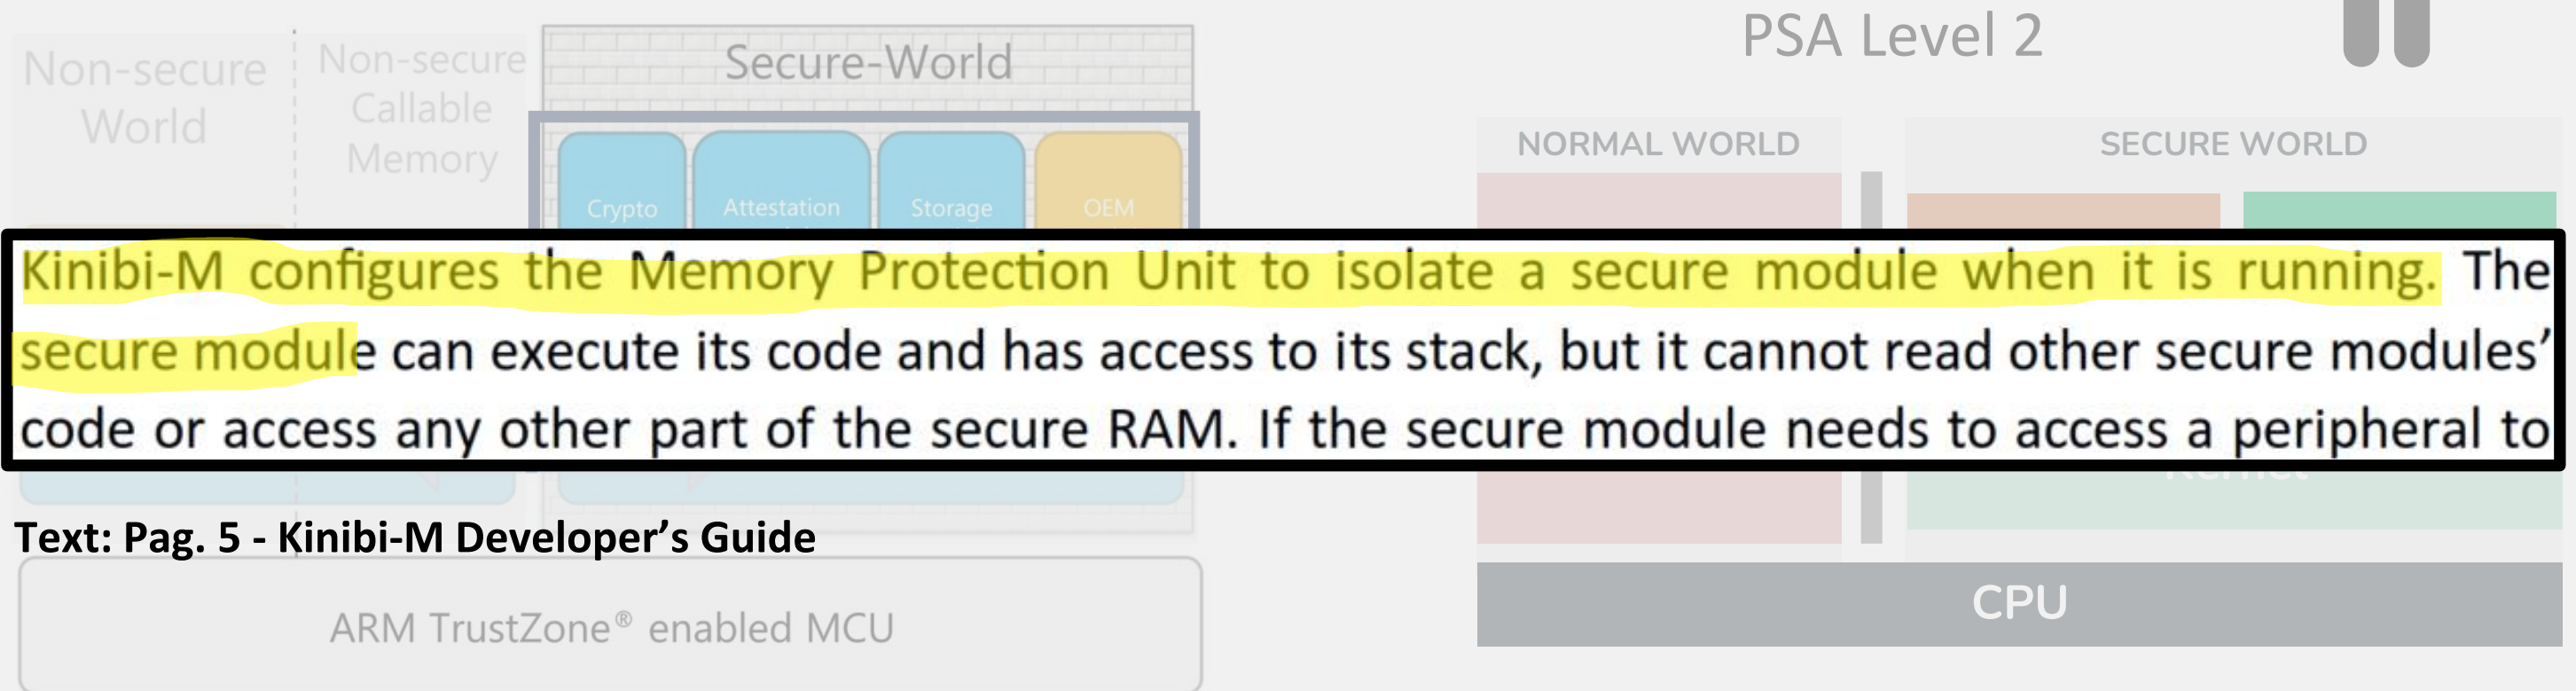 PSA Level 2
Non-secure
World
Non-secure
Callable
Memory
Secure-World
Crypto
Attestation
Storage
OEM
NORMAL WORLD
SECURE WORLD
Kinibi-M configures the Memory Protection Unit to isolate a secure module when it is running. The
secure module can execute its code and has access to its stack, but it cannot read other secure modules’
code or access any other part of the secure RAM. If the secure module needs to access a peripheral to
Text: Pag. 5 - Kinibi-M Developer’s Guide
ARM TrustZone® enabled MCU
CPU